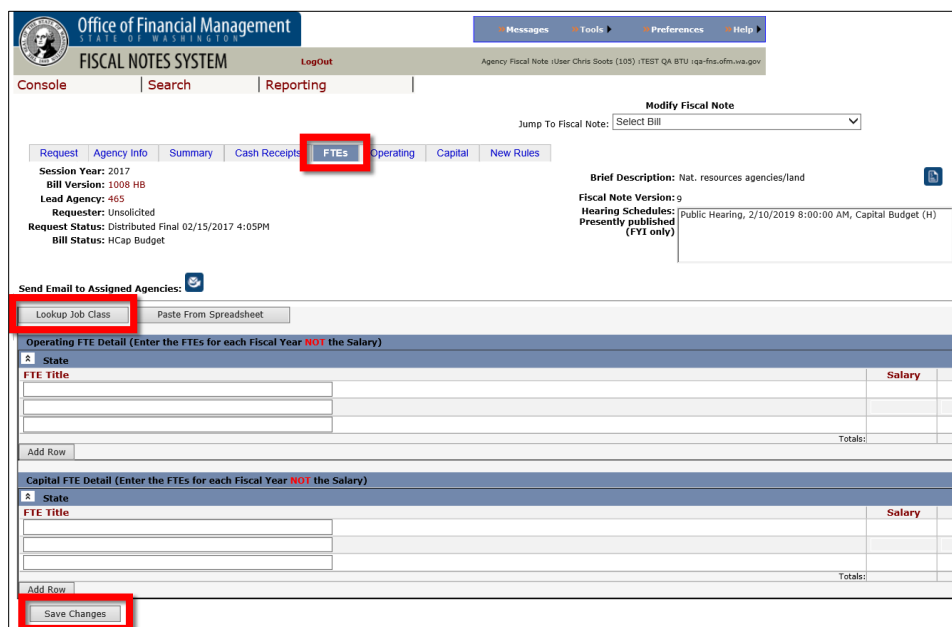 Office of Financial Management
STATE OF WASHINGTON
Messages Tools Preferences Help
FISCAL NOTES SYSTEM LogOut Agency Fiscal Note :User Chris Soots (105) :TEST QA BTU :qa-fns.ofm.wa.gov
Console Search Reporting
Modify Fiscal Note
Jump To Fiscal Note: Select Bill
Request Agency Info Summary Cash Receipts FTEs Operating Capital New Rules
Session Year: 2017
Bill Version: 1008 HB
Lead Agency: 465
Requester: Unsolicited
Request Status: Distributed Final 02/15/2017 4:05PM
Bill Status: HCap Budget
Brief Description: Nat. resources agencies/land
Fiscal Note Version: 9
Hearing Schedules: Public Hearing, 2/10/2019 8:00:00 AM, Capital Budget (H)
Presently published
(FYI only)
Send Email to Assigned Agencies:
Lookup Job Class Paste From Spreadsheet
Operating FTE Detail (Enter the FTEs for each Fiscal Year NOT the Salary)
State
FTE Title Salary
Totals:
Add Row
Capital FTE Detail (Enter the FTEs for each Fiscal Year NOT the Salary)
State
FTE Title Salary
Totals:
Add Row
Save Changes